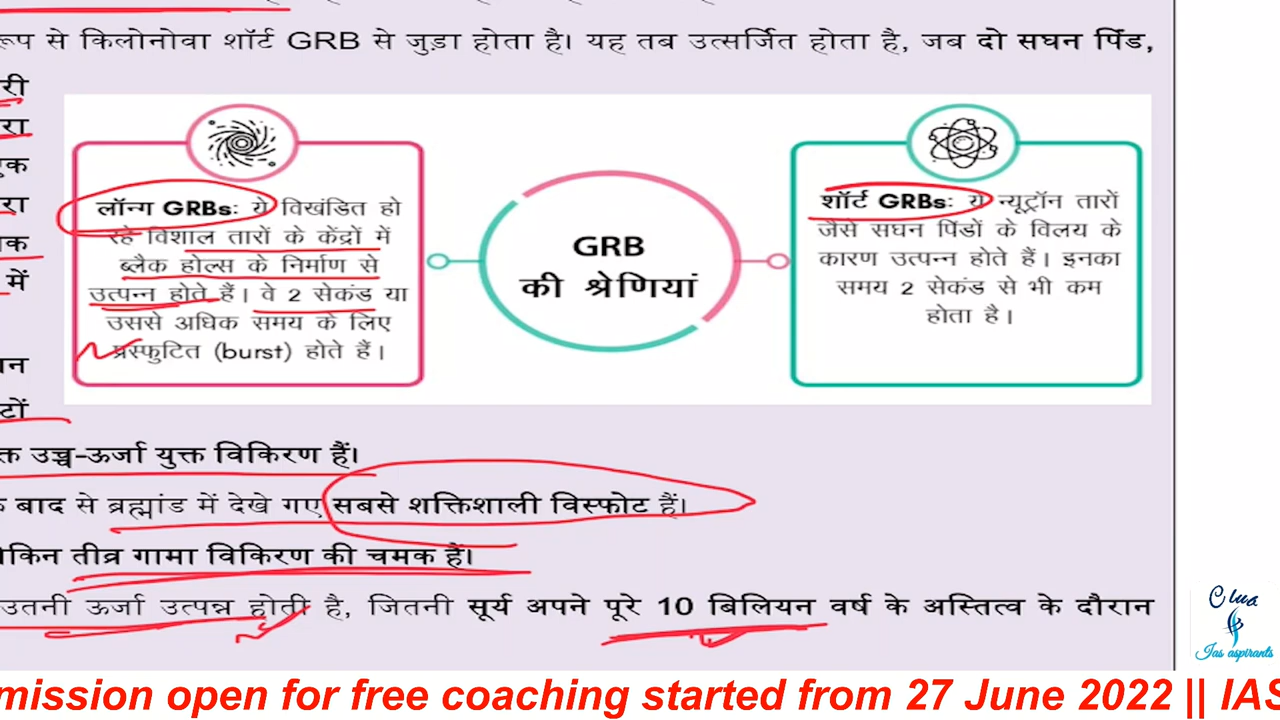 रूप से किलोनोवा शॉर्ट GRB से जुड़ा होता है। यह तब उत्सर्जित होता है, जब दो सघन पिंड,
री
रा
एक
रा
क
में
लॉन्ग GRBs: ये विखंडित हो
रहे विशाल तारों के केंद्रों में
ब्लैक होल्स के निर्माण से
उत्पन्न होते हैं। वे 2 सेकंड या
उससे अधिक समय के लिए
प्रस्फुटित (burst) होते हैं।
GRB
की श्रेणियां
शॉर्ट GRBs: ये न्यूट्रॉन तारों
जैसे सघन पिंडों के विलय के
कारण उत्पन्न होते हैं। इनका
समय 2 सेकंड से भी कम
होता है।
न
टों
क्त उच्च-ऊर्जा युक्त विकिरण हैं।
के बाद से ब्रह्मांड में देखे गए सबसे शक्तिशाली विस्फोट हैं।
लेकिन तीव्र गामा विकिरण की चमक हैं।
उतनी ऊर्जा उत्पन्न होती है, जितनी सूर्य अपने पूरे 10 बिलियन वर्ष के अस्तित्व के दौरान
Ias aspirants
mission open for free coaching started from 27 June 2022 || IAS